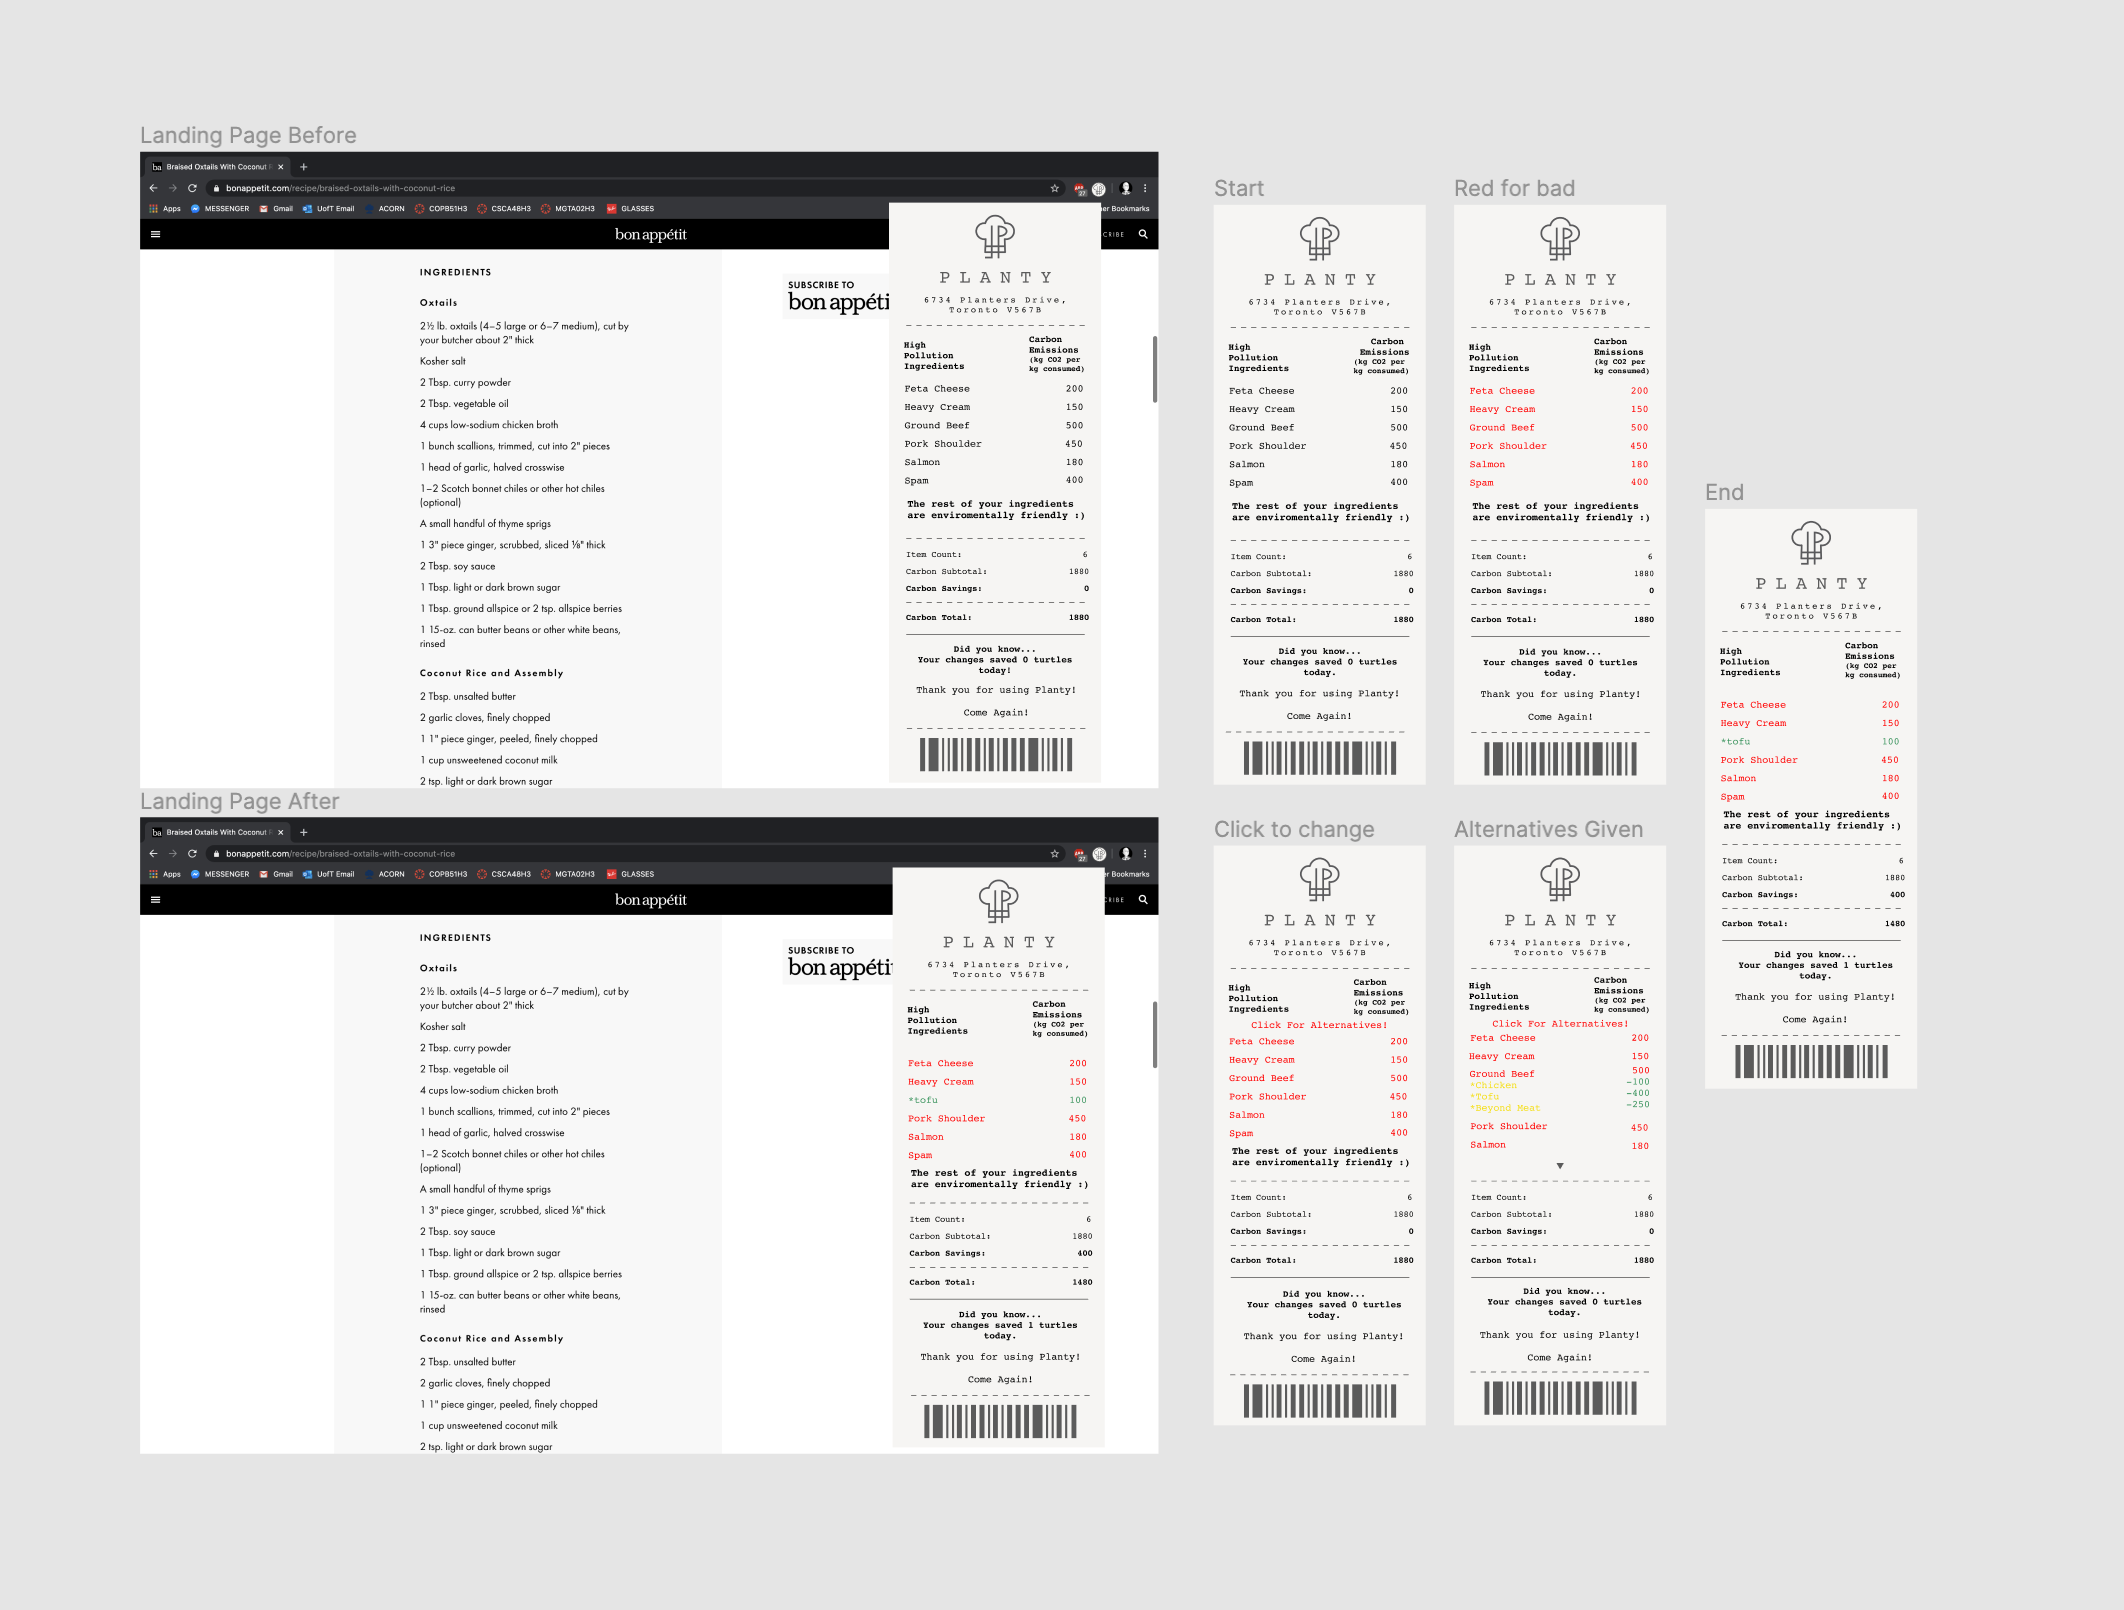 Landing Page Before
Braised Oxtails With Coconut R
bonappetit.com/recipe/braised-oxtails-with-coconut-rice
27
Apps MESSENGER Gmail UofT Email ACORN COPB51H3 CSCA48H3 MGTA02H3 GLASSES er Bookmarks
bon appétit
CRIBE
INGREDIENTS
Oxtails
2½ lb. oxtails (4–5 large or 6–7 medium), cut by
your butcher about 2" thick
Kosher salt
2 Tbsp. curry powder
2 Tbsp. vegetable oil
4 cups low-sodium chicken broth
1 bunch scallions, trimmed, cut into 2" pieces
1 head of garlic, halved crosswise
1–2 Scotch bonnet chiles or other hot chiles
(optional)
A small handful of thyme sprigs
1 3" piece ginger, scrubbed, sliced ⅛" thick
2 Tbsp. soy sauce
1 Tbsp. light or dark brown sugar
1 Tbsp. ground allspice or 2 tsp. allspice berries
1 15-oz. can butter beans or other white beans,
rinsed
Coconut Rice and Assembly
2 Tbsp. unsalted butter
2 garlic cloves, finely chopped
1 1" piece ginger, peeled, finely chopped
1 cup unsweetened coconut milk
2 tsp. light or dark brown sugar
SUBSCRIBE TO
bon appéti
PLANTY
6734 Planters Drive,
Toronto V567B
High Pollution Ingredients
Carbon Emissions
(kg CO2 per
kg consumed)
Feta Cheese 200
Heavy Cream 150
Ground Beef 500
Pork Shoulder 450
Salmon 180
Spam 400
The rest of your ingredients
are enviromentally friendly :)
Item Count: 6
Carbon Subtotal: 1880
Carbon Savings: 0
Carbon Total: 1880
Did you know...
Your changes saved 0 turtles
today!
Thank you for using Planty!
Come Again!
Start
PLANTY
6734 Planters Drive,
Toronto V567B
High Pollution Ingredients
Carbon Emissions
(kg CO2 per
kg consumed)
Feta Cheese 200
Heavy Cream 150
Ground Beef 500
Pork Shoulder 450
Salmon 180
Spam 400
The rest of your ingredients
are enviromentally friendly :)
Item Count: 6
Carbon Subtotal: 1880
Carbon Savings: 0
Carbon Total: 1880
Did you know...
Your changes saved 0 turtles
today.
Thank you for using Planty!
Come Again!
Red for bad
PLANTY
6734 Planters Drive,
Toronto V567B
High Pollution Ingredients
Carbon Emissions
(kg CO2 per
kg consumed)
Feta Cheese 200
Heavy Cream 150
Ground Beef 500
Pork Shoulder 450
Salmon 180
Spam 400
The rest of your ingredients
are enviromentally friendly :)
Item Count: 6
Carbon Subtotal: 1880
Carbon Savings: 0
Carbon Total: 1880
Did you know...
Your changes saved 0 turtles
today.
Thank you for using Planty!
Come Again!
End
PLANTY
6734 Planters Drive,
Toronto V567B
High Pollution Ingredients
Carbon Emissions
(kg CO2 per
kg consumed)
Feta Cheese 200
Heavy Cream 150
*tofu 100
Pork Shoulder 450
Salmon 180
Spam 400
The rest of your ingredients
are enviromentally friendly :)
Item Count: 6
Carbon Subtotal: 1880
Carbon Savings: 400
Carbon Total: 1480
Did you know...
Your changes saved 1 turtles
today.
Thank you for using Planty!
Come Again!
Landing Page After
Braised Oxtails With Coconut R
bonappetit.com/recipe/braised-oxtails-with-coconut-rice
27
Apps MESSENGER Gmail UofT Email ACORN COPB51H3 CSCA48H3 MGTA02H3 GLASSES r Bookmarks
bon appétit
CRIBE
INGREDIENTS
Oxtails
2½ lb. oxtails (4–5 large or 6–7 medium), cut by
your butcher about 2" thick
Kosher salt
2 Tbsp. curry powder
2 Tbsp. vegetable oil
4 cups low-sodium chicken broth
1 bunch scallions, trimmed, cut into 2" pieces
1 head of garlic, halved crosswise
1–2 Scotch bonnet chiles or other hot chiles
(optional)
A small handful of thyme sprigs
1 3" piece ginger, scrubbed, sliced ⅛" thick
2 Tbsp. soy sauce
1 Tbsp. light or dark brown sugar
1 Tbsp. ground allspice or 2 tsp. allspice berries
1 15-oz. can butter beans or other white beans,
rinsed
Coconut Rice and Assembly
2 Tbsp. unsalted butter
2 garlic cloves, finely chopped
1 1" piece ginger, peeled, finely chopped
1 cup unsweetened coconut milk
2 tsp. light or dark brown sugar
SUBSCRIBE TO
bon appétit
PLANTY
6734 Planters Drive,
Toronto V567B
High Pollution Ingredients
Carbon Emissions
(kg CO2 per
kg consumed)
Feta Cheese 200
Heavy Cream 150
*tofu 100
Pork Shoulder 450
Salmon 180
Spam 400
The rest of your ingredients
are enviromentally friendly :)
Item Count: 6
Carbon Subtotal: 1880
Carbon Savings: 400
Carbon Total: 1480
Did you know...
Your changes saved 1 turtles
today.
Thank you for using Planty!
Come Again!
Click to change
PLANTY
6734 Planters Drive,
Toronto V567B
High Pollution Ingredients
Carbon Emissions
(kg CO2 per
kg consumed)
Click For Alternatives!
Feta Cheese 200
Heavy Cream 150
Ground Beef 500
Pork Shoulder 450
Salmon 180
Spam 400
The rest of your ingredients
are enviromentally friendly :)
Item Count: 6
Carbon Subtotal: 1880
Carbon Savings: 0
Carbon Total: 1880
Did you know...
Your changes saved 0 turtles
today.
Thank you for using Planty!
Come Again!
Alternatives Given
PLANTY
6734 Planters Drive,
Toronto V567B
High Pollution Ingredients
Carbon Emissions
(kg CO2 per
kg consumed)
Click For Alternatives!
Feta Cheese 200
Heavy Cream 150
Ground Beef 500
*Chicken -100
*Tofu -400
*Beyond Meat -250
Pork Shoulder 450
Salmon 180
Item Count: 6
Carbon Subtotal: 1880
Carbon Savings: 0
Carbon Total: 1880
Did you know...
Your changes saved 0 turtles
today.
Thank you for using Planty!
Come Again!